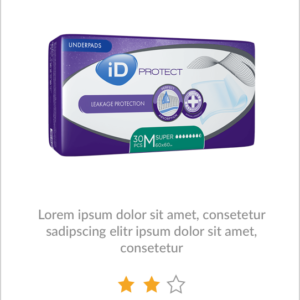 UNDERPADS
iD PROTECT
LEAKAGE PROTECTION
30 PCS M SUPER
60x60
Lorem ipsum dolor sit amet, consetetur
sadipscing elitr ipsum dolor sit amet,
consetetur